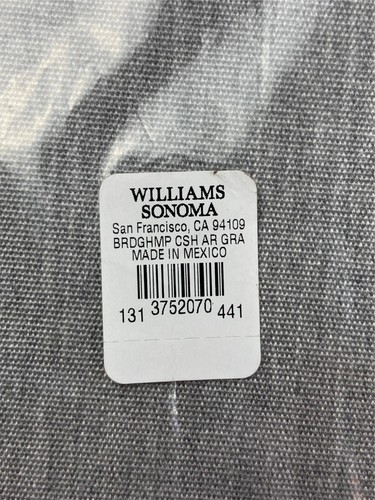 WILLIAMS
SONOMA
San Francisco, CA 94109
BRDGHMP CSH AR GRA
MADE IN MEXICO
131 3752070 441